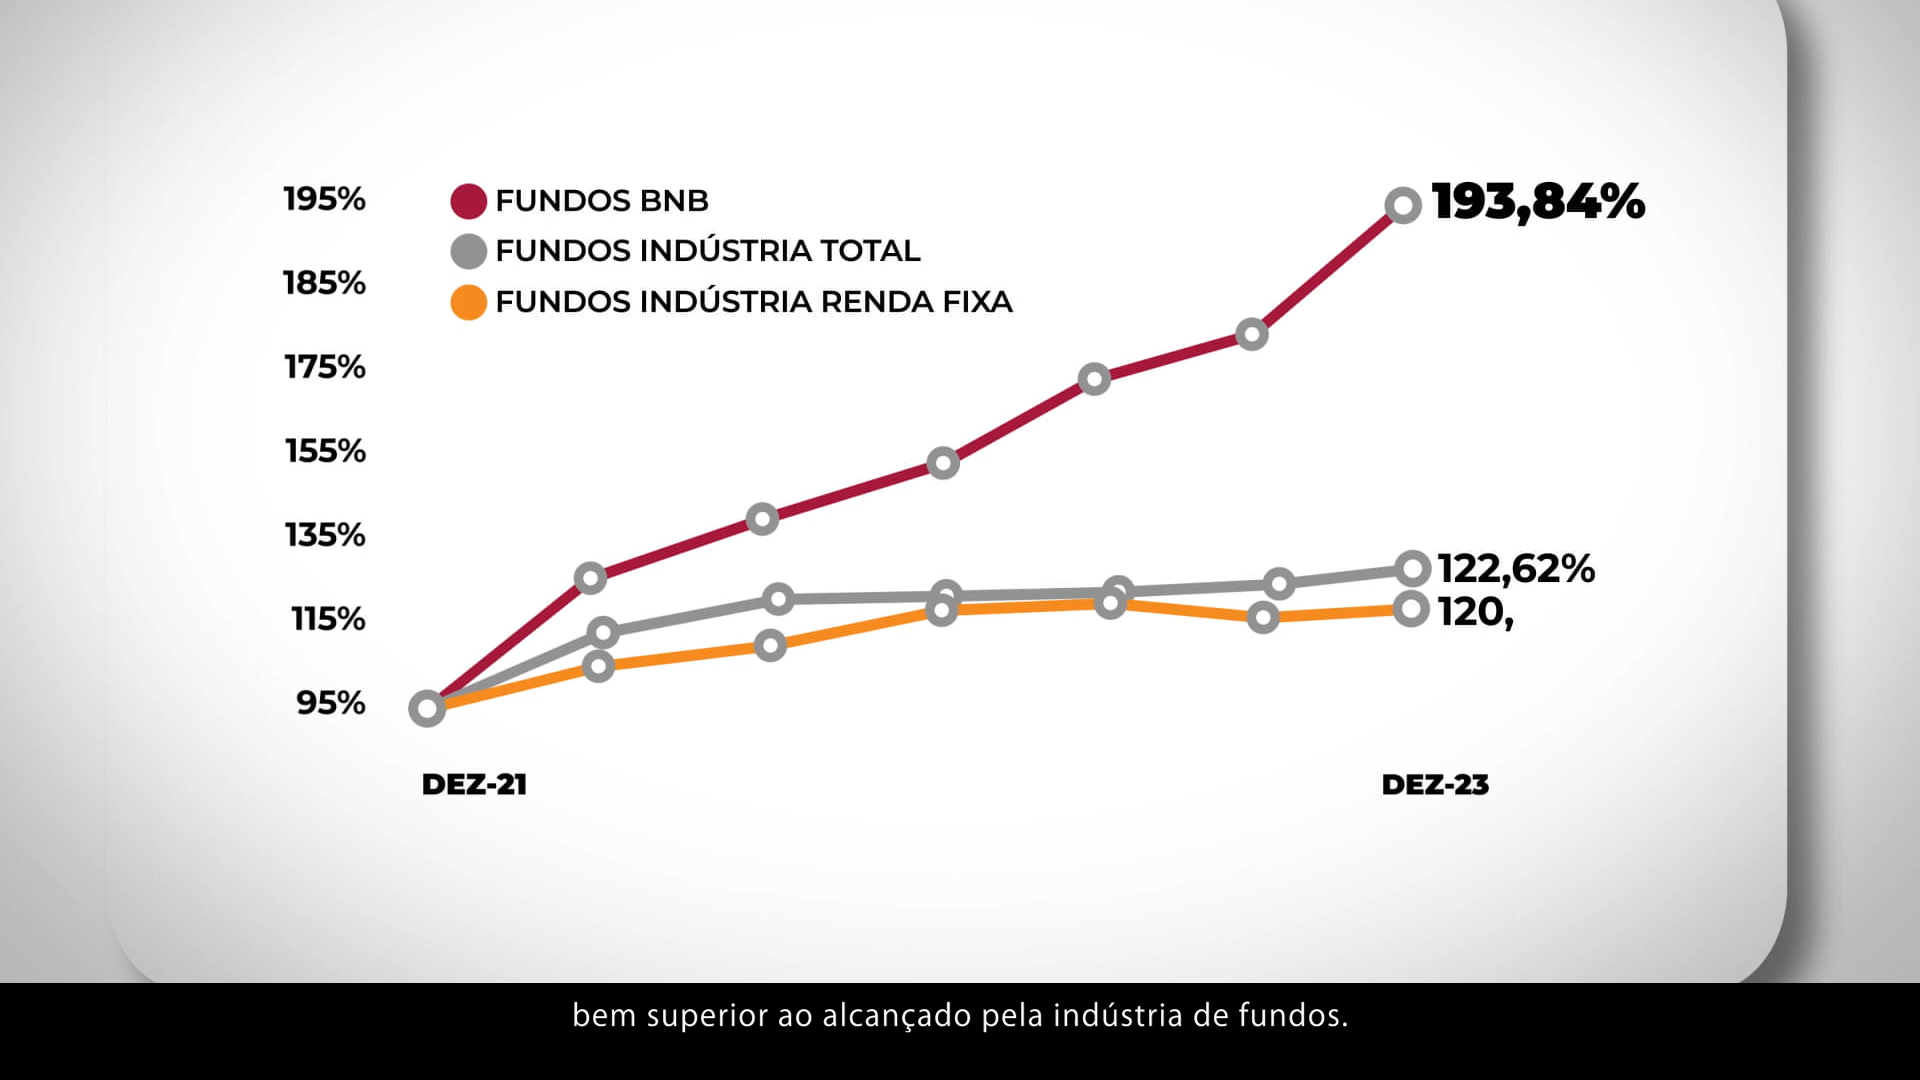 195%
185%
175%
155%
135%
115%
95%
FUNDOS BNB
FUNDOS INDÚSTRIA TOTAL
FUNDOS INDÚSTRIA RENDA FIXA
193,84%
122,62%
120,
DEZ-21
DEZ-23
bem superior ao alcançado pela indústria de fundos.